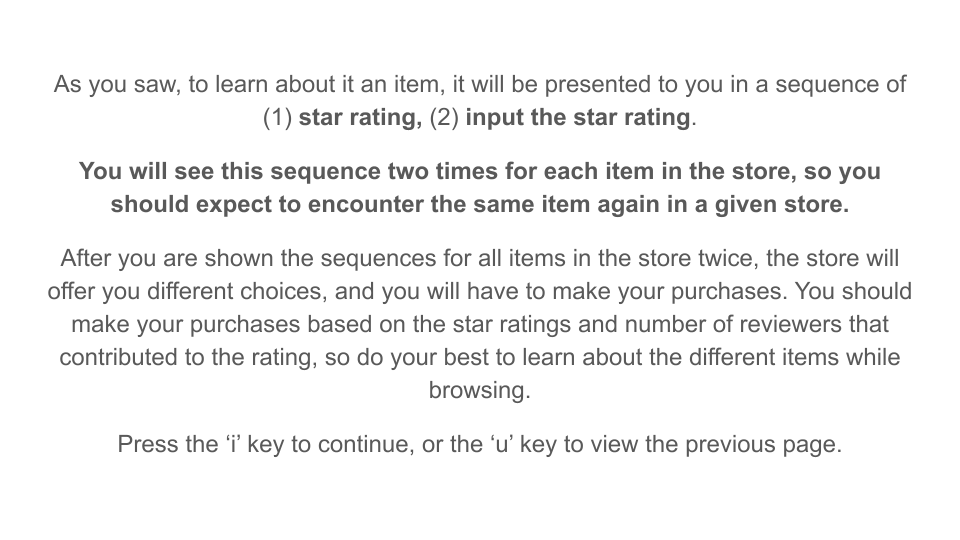 As you saw, to learn about it an item, it will be presented to you in a sequence of
(1) star rating, (2) input the star rating.
You will see this sequence two times for each item in the store, so you
should expect to encounter the same item again in a given store.
After you are shown the sequences for all items in the store twice, the store will
offer you different choices, and you will have to make your purchases. You should
make your purchases based on the star ratings and number of reviewers that
contributed to the rating, so do your best to learn about the different items while
browsing.
Press the ‘i’ key to continue, or the ‘u’ key to view the previous page.